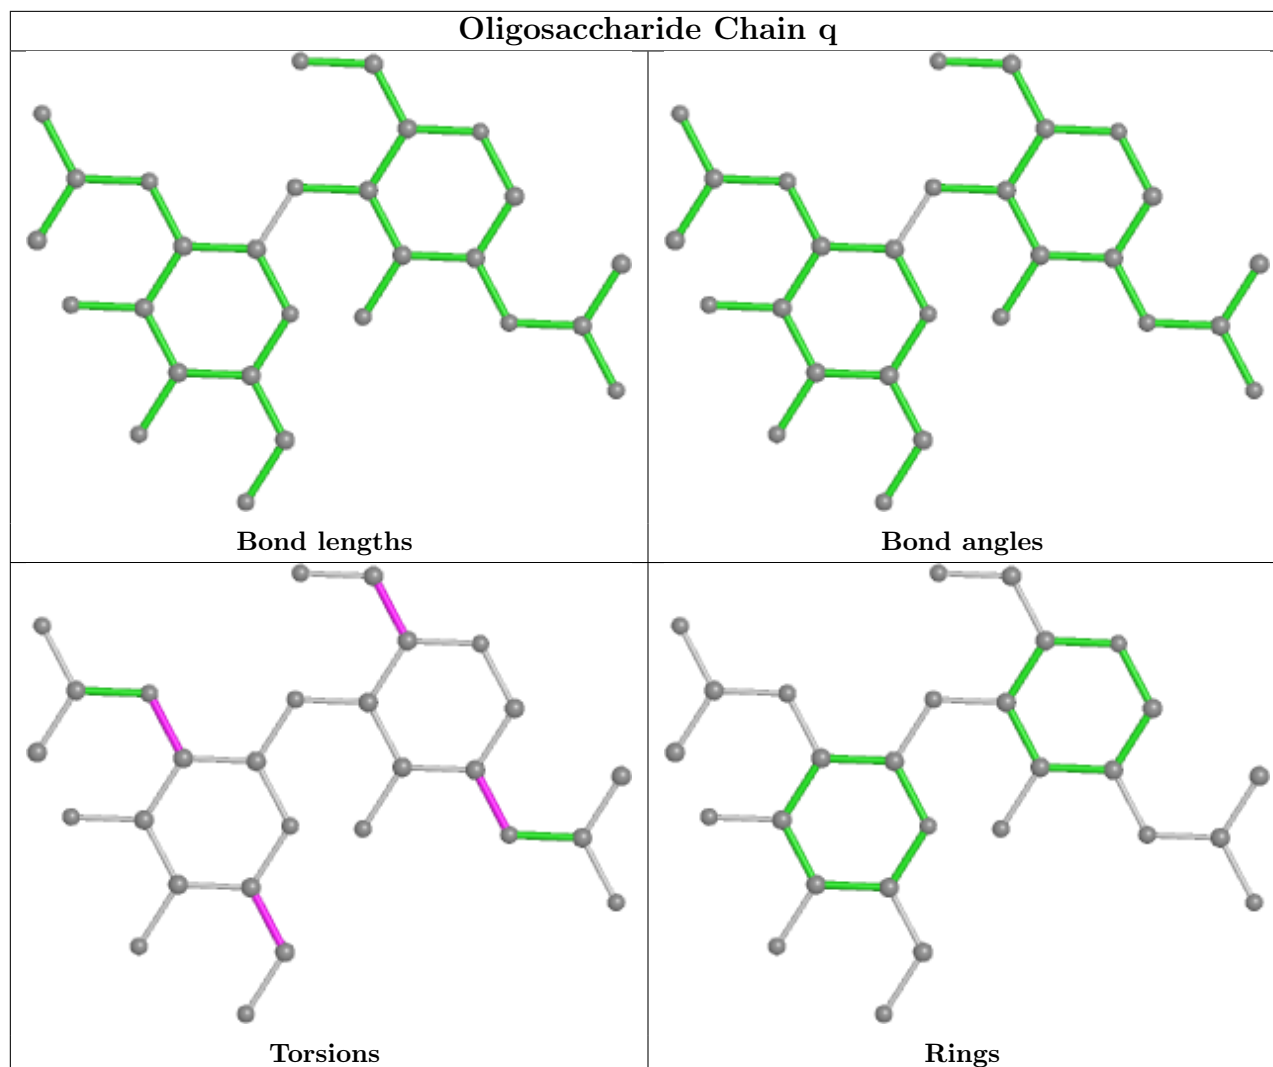 Oligosaccharide Chain q
Bond lengths
Bond angles
Torsions
Rings